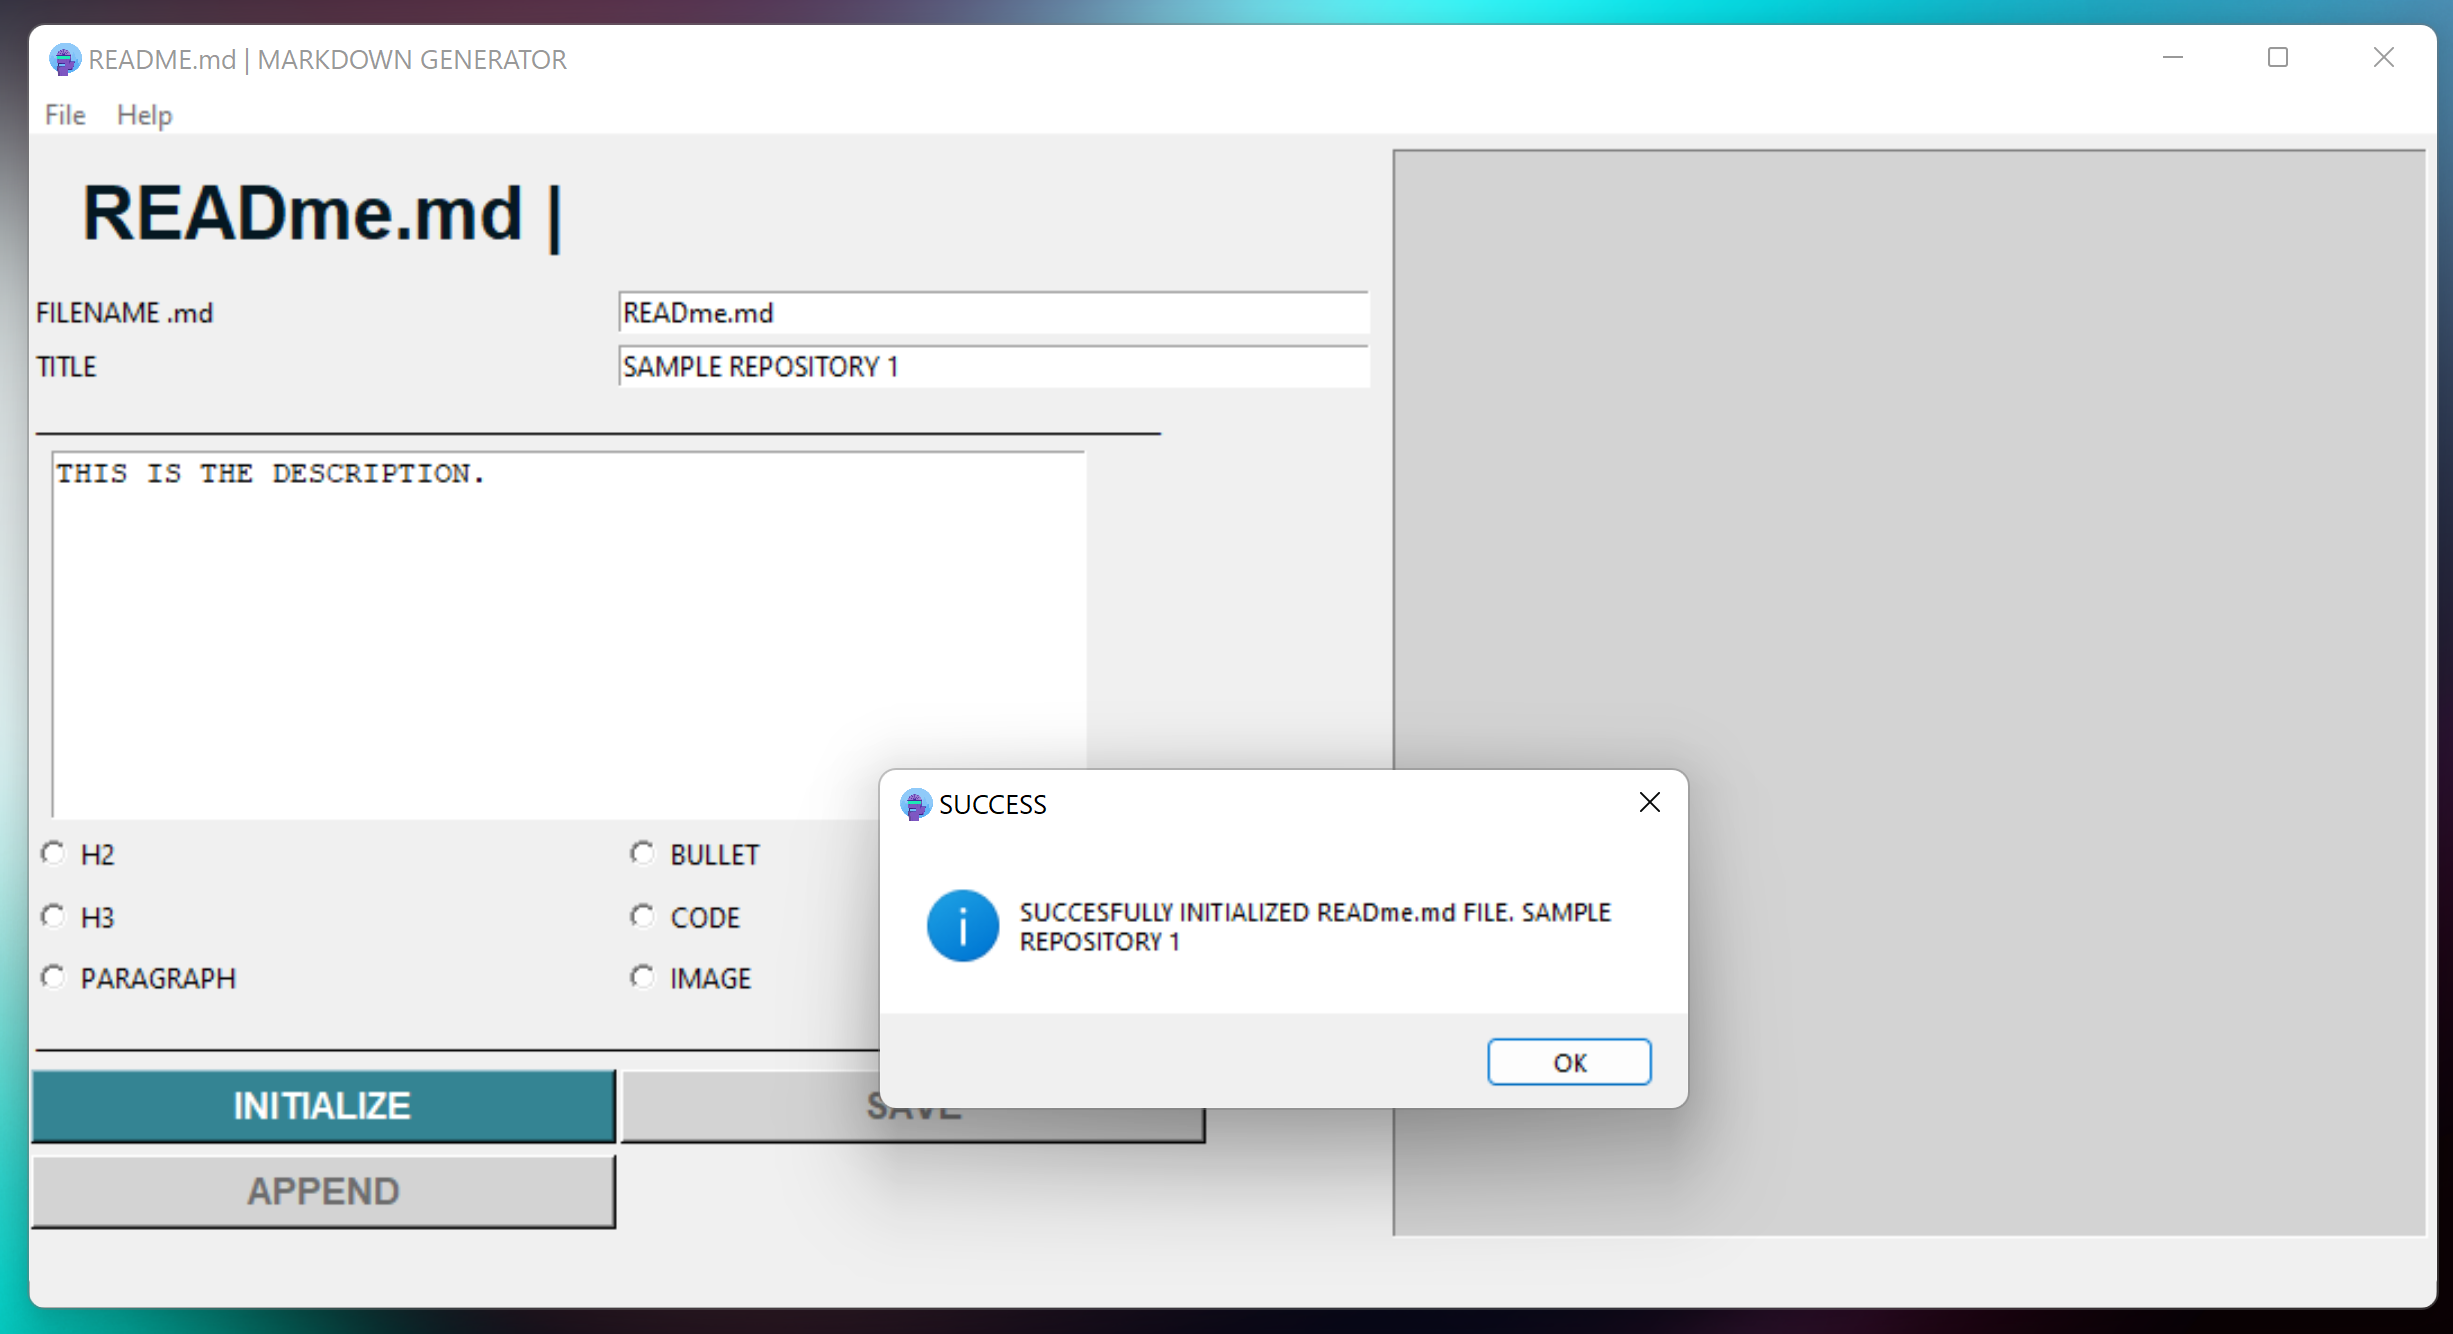 README.md | MARKDOWN GENERATOR
File Help
READme.md |
FILENAME .md READme.md
TITLE SAMPLE REPOSITORY 1
THIS IS THE DESCRIPTION.
H2 BULLET
H3 CODE
PARAGRAPH IMAGE
SUCCESS
SUCCESFULLY INITIALIZED READme.md FILE. SAMPLE
REPOSITORY 1
OK
INITIALIZE SAVE
APPEND